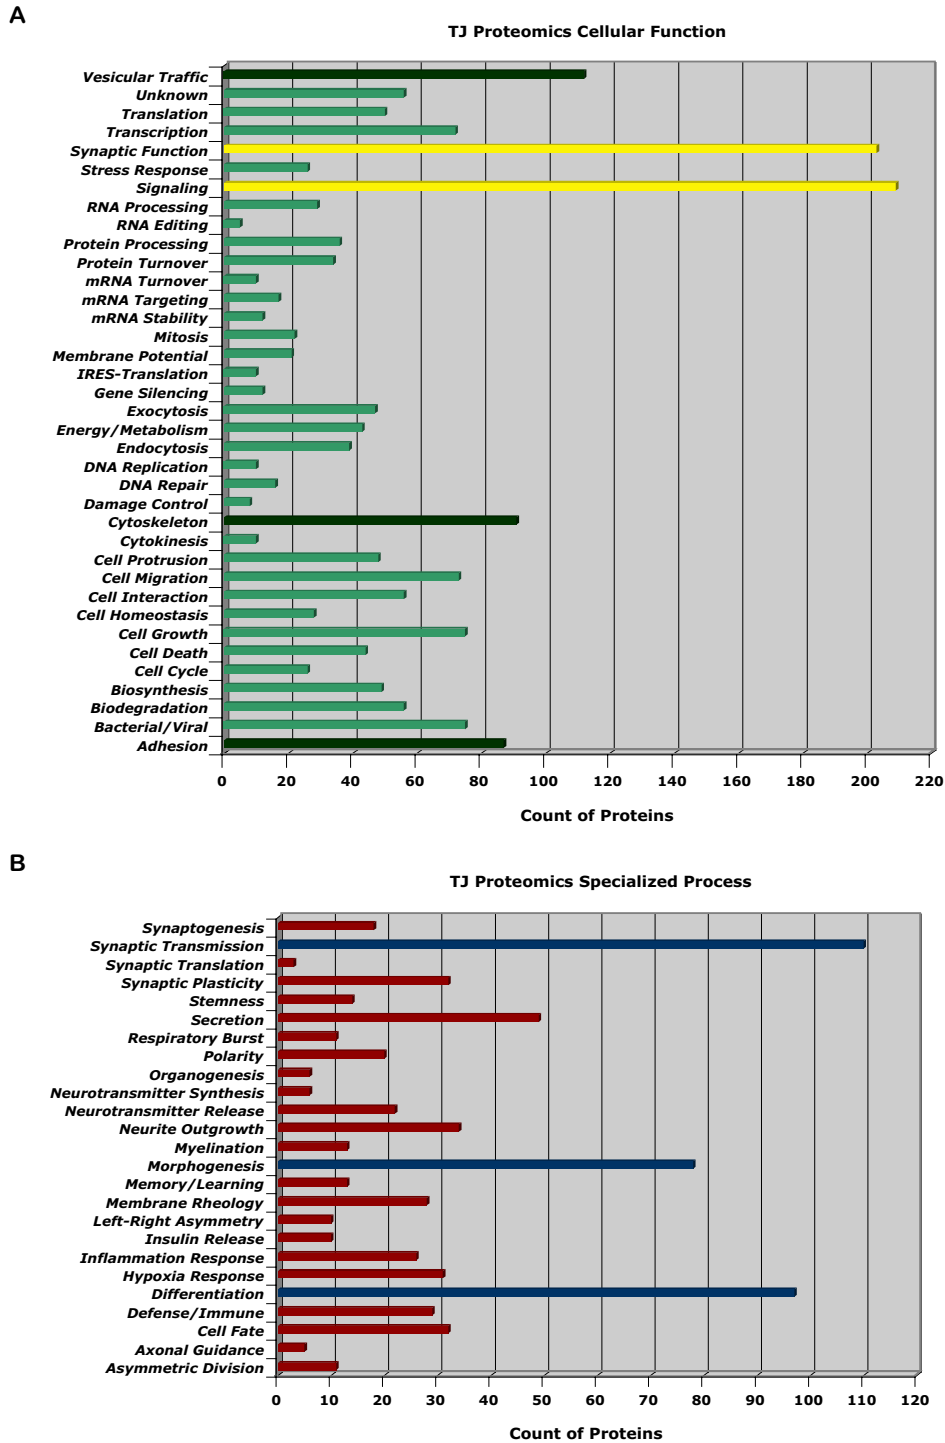 A
TJ Proteomics Cellular Function
Vesicular Traffic
Unknown
Translation
Transcription
Synaptic Function
Stress Response
Signaling
RNA Processing
RNA Editing
Protein Processing
Protein Turnover
mRNA Turnover
mRNA Targeting
mRNA Stability
Mitosis
Membrane Potential
IRES-Translation
Gene Silencing
Exocytosis
Energy/Metabolism
Endocytosis
DNA Replication
DNA Repair
Damage Control
Cytoskeleton
Cytokinesis
Cell Protrusion
Cell Migration
Cell Interaction
Cell Homeostasis
Cell Growth
Cell Death
Cell Cycle
Biosynthesis
Biodegradation
Bacterial/Viral
Adhesion
0 20 40 60 80 100 120 140 160 180 200 220
Count of Proteins
B
TJ Proteomics Specialized Process
Synaptogenesis
Synaptic Transmission
Synaptic Translation
Synaptic Plasticity
Stemness
Secretion
Respiratory Burst
Polarity
Organogenesis
Neurotransmitter Synthesis
Neurotransmitter Release
Neurite Outgrowth
Myelination
Morphogenesis
Memory/Learning
Membrane Rheology
Left-Right Asymmetry
Insulin Release
Inflammation Response
Hypoxia Response
Differentiation
Defense/Immune
Cell Fate
Axonal Guidance
Asymmetric Division
0 10 20 30 40 50 60 70 80 90 100 110 120
Count of Proteins